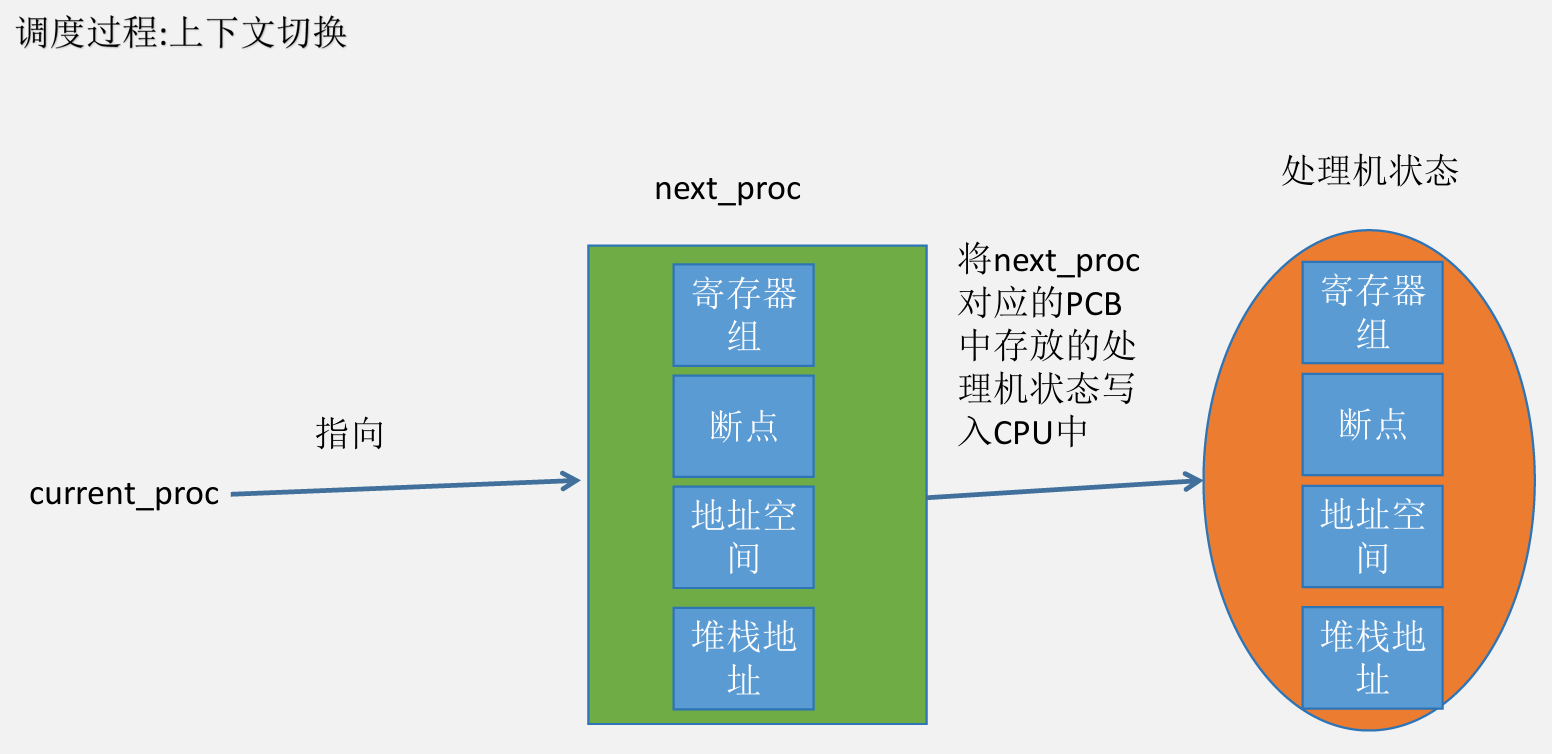 调度过程:上下文切换
处理机状态
next_proc
将next_proc
对应的PCB
中存放的处
理机状态写
入CPU中
指向
current_proc
寄存器
组
断点
地址空
间
堆栈地
址
寄存器
组
断点
地址空
间
堆栈地
址